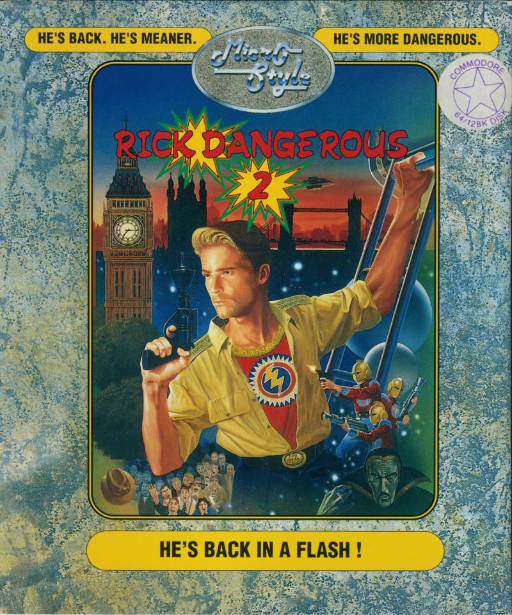 HE'S BACK. HE'S MEANER.
HE'S MORE DANGEROUS.
MicroStyle
COMMODORE
64/128K DISK
RICK DANGEROUS
2
HE'S BACK IN A FLASH !